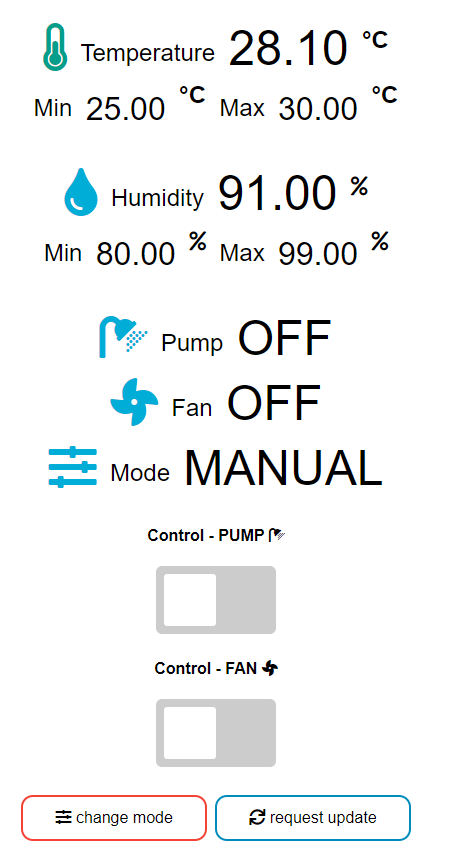 Temperature 28.10 °C
Min 25.00 °C Max 30.00 °C
Humidity 91.00 %
Min 80.00 % Max 99.00 %
Pump OFF
Fan OFF
Mode MANUAL
Control - PUMP
Control - FAN
change mode request update